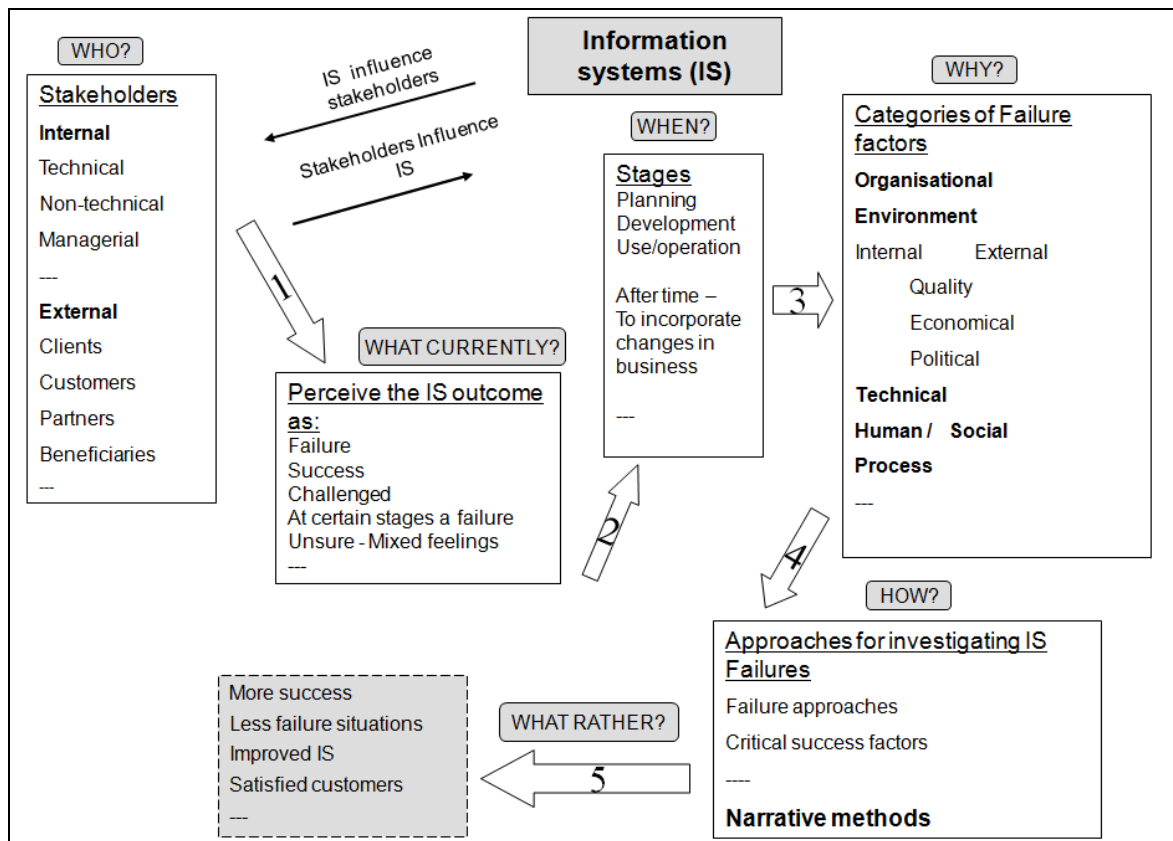 Information
systems (IS)
WHO?
Stakeholders
Internal
Technical
Non-technical
Managerial
---
External
Clients
Customers
Partners
Beneficiaries
---
IS influence
stakeholders
Stakeholders Influence
IS
1
WHAT CURRENTLY?
Perceive the IS outcome
as:
Failure
Success
Challenged
At certain stages a failure
Unsure - Mixed feelings
---
2
WHEN?
Stages
Planning
Development
Use/operation
After time –
To incorporate
changes in
business
---
3
WHY?
Categories of Failure
factors
Organisational
Environment
Internal External
Quality
Economical
Political
Technical
Human / Social
Process
---
4
HOW?
Approaches for investigating IS
Failures
Failure approaches
Critical success factors
----
Narrative methods
WHAT RATHER?
5
More success
Less failure situations
Improved IS
Satisfied customers
---